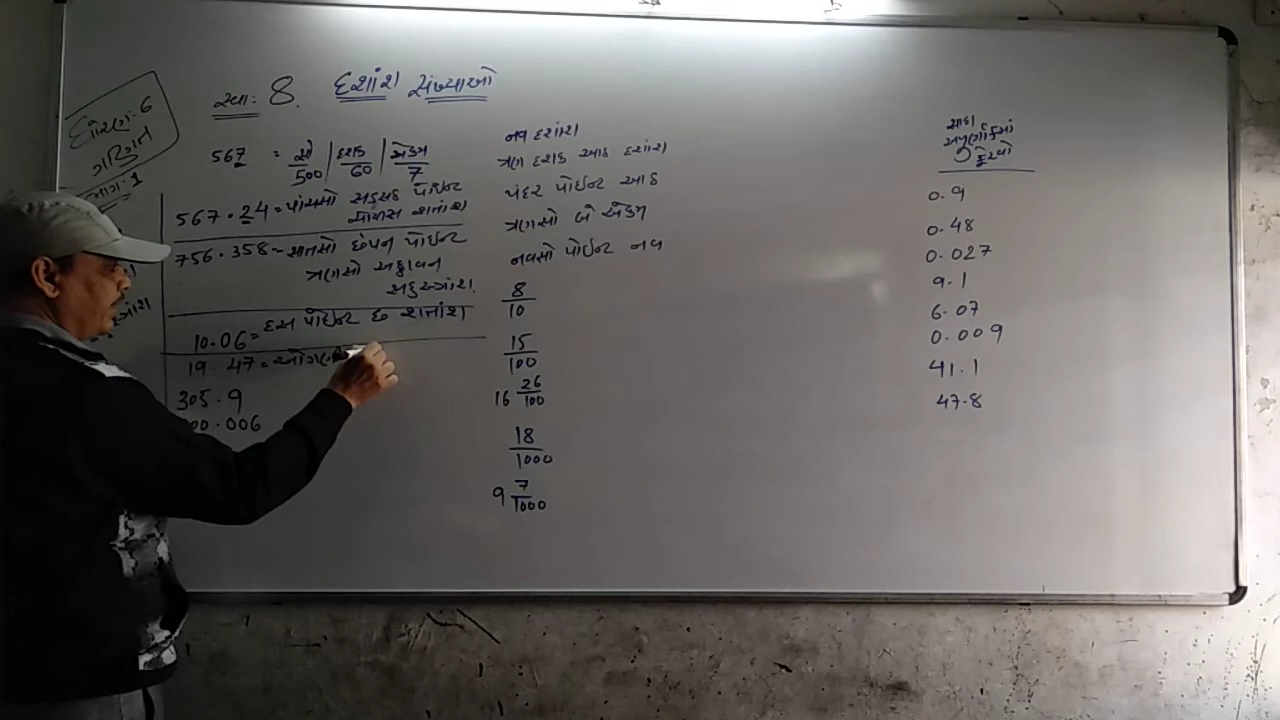 ધોરણ: 6
ગણિત
ભાગ: 1
સ્વા: 8. દશાંશ સંખ્યાઓ
567 = સો/500 | દશક/60 | એકમ/7
567.24 = પાંચસો સડસઠ પોઈન્ટ
ચોવીસ શતાંશ
756.358 = સાતસો છપ્પન પોઈન્ટ
ત્રણસો અઠ્ઠાવન
સહસ્ત્રાંશ.
10.06 = દસ પોઈન્ટ છ શતાંશ
19.47 =
305.9
00.006
નવ દશાંશ
ત્રણ દશક આઠ દશાંશ
પંદર પોઈન્ટ આઠ
ત્રણસો બે એકમ
નવસો પોઈન્ટ નવ
8/10
15/100
16 26/100
18/1000
9 7/1000
સાદા
અપૂર્ણાંકમાં
ફેરવો
0.9
0.48
0.027
9.1
6.07
0.009
41.1
47.8